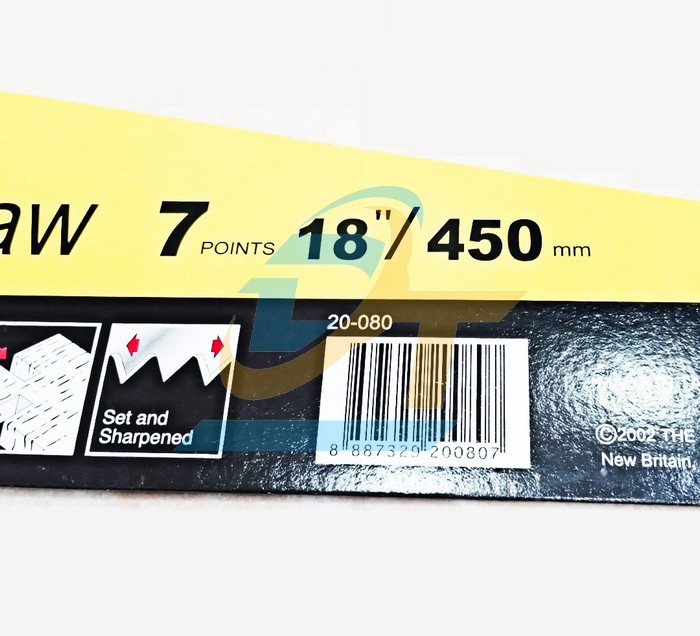 aw 7 POINTS 18"/450 mm
20-080
Set and
Sharpened
8 887329 200807
©2002 THE
New Britain